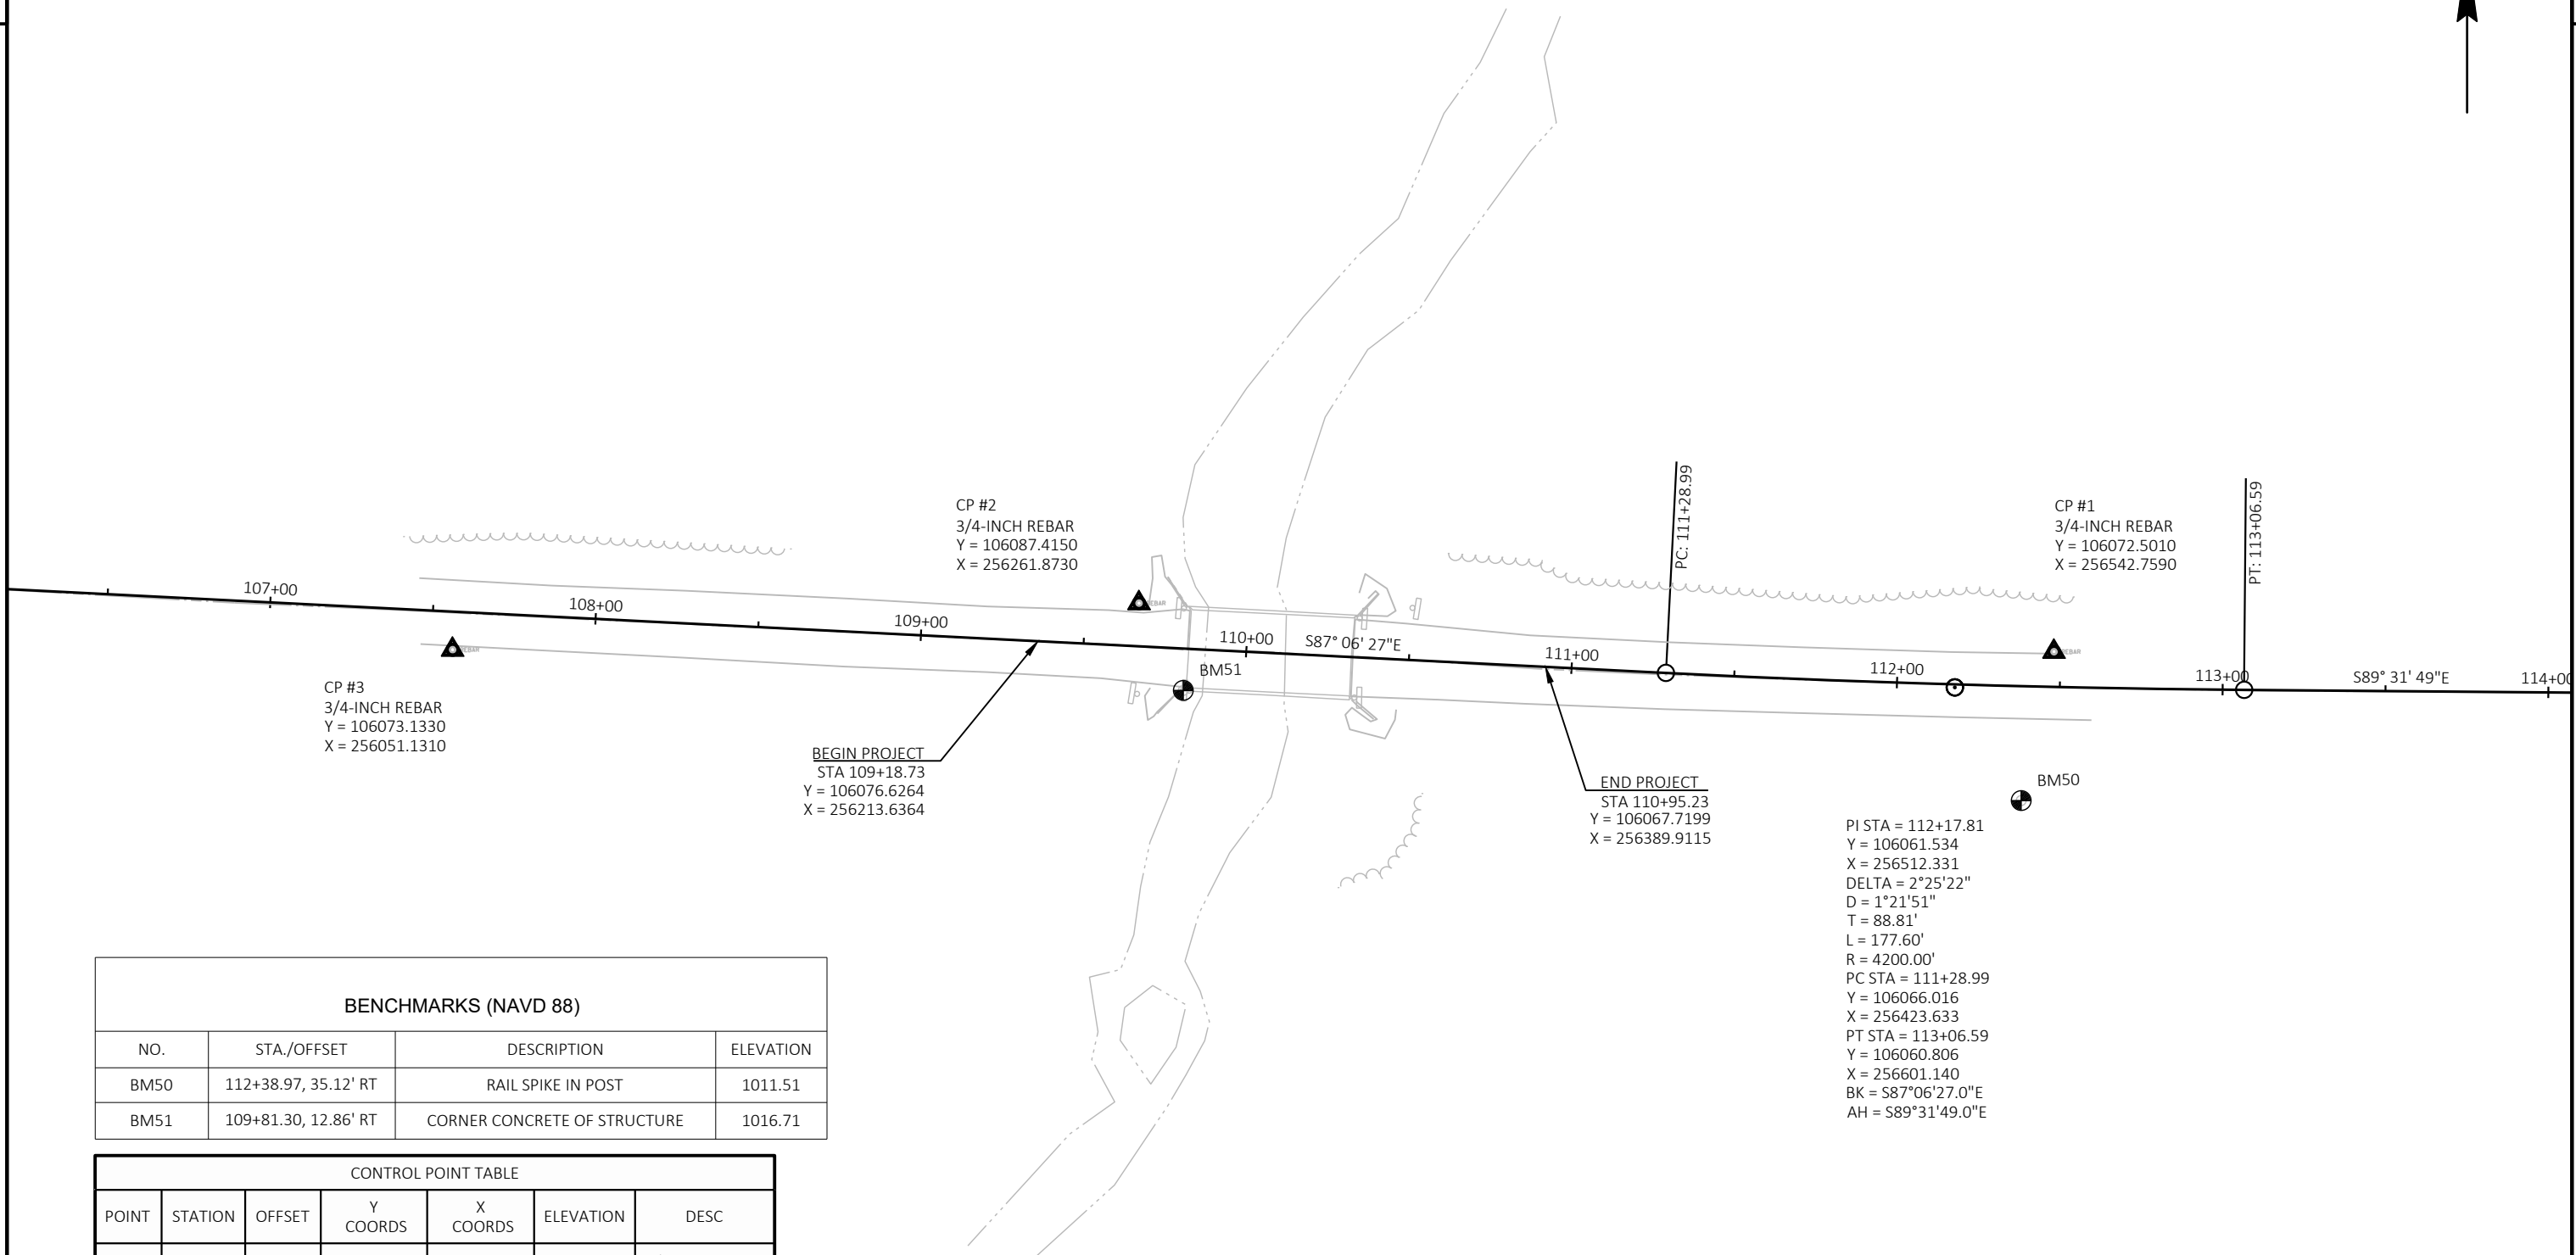 CP #2
3/4-INCH REBAR
Y = 106087.4150
X = 256261.8730
CP #1
3/4-INCH REBAR
Y = 106072.5010
X = 256542.7590
PC: 111+28.99
PT: 113+06.59
107+00
108+00
109+00
110+00
S87° 06' 27"E
111+00
112+00
113+00
S89° 31' 49"E
114+00
REBAR
REBAR
REBAR
BM51
CP #3
3/4-INCH REBAR
Y = 106073.1330
X = 256051.1310
BEGIN PROJECT
STA 109+18.73
Y = 106076.6264
X = 256213.6364
END PROJECT
STA 110+95.23
Y = 106067.7199
X = 256389.9115
BM50
PI STA = 112+17.81
Y = 106061.534
X = 256512.331
DELTA = 2°25'22"
D = 1°21'51"
T = 88.81'
L = 177.60'
R = 4200.00'
PC STA = 111+28.99
Y = 106066.016
X = 256423.633
PT STA = 113+06.59
Y = 106060.806
X = 256601.140
BK = S87°06'27.0"E
AH = S89°31'49.0"E
BENCHMARKS (NAVD 88)
NO. STA./OFFSET DESCRIPTION ELEVATION
BM50 112+38.97, 35.12' RT RAIL SPIKE IN POST 1011.51
BM51 109+81.30, 12.86' RT CORNER CONCRETE OF STRUCTURE 1016.71
CONTROL POINT TABLE
POINT STATION OFFSET Y COORDS X COORDS ELEVATION DESC